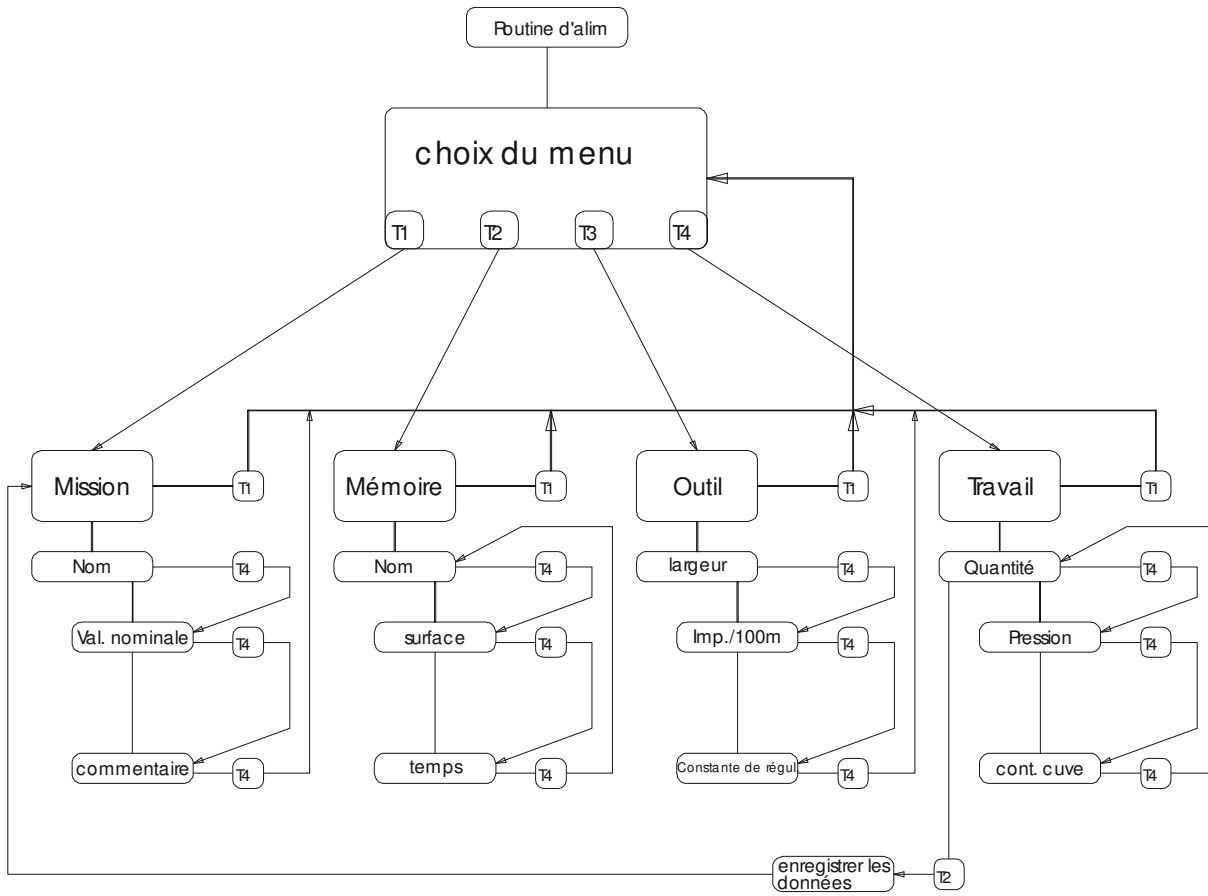 Routine d'alim
choix du menu
T1 T2 T3 T4
Mission T1 Mémoire T1 Outil T1 Travail T1
Nom T4 Nom T4 largeur T4 Quantité T4
Val. nominale T4 surface T4 Imp./100m T4 Pression T4
commentaire T4 temps T4 Constante de régul. T4 cont. cuve T4
enregistrer les
données T2